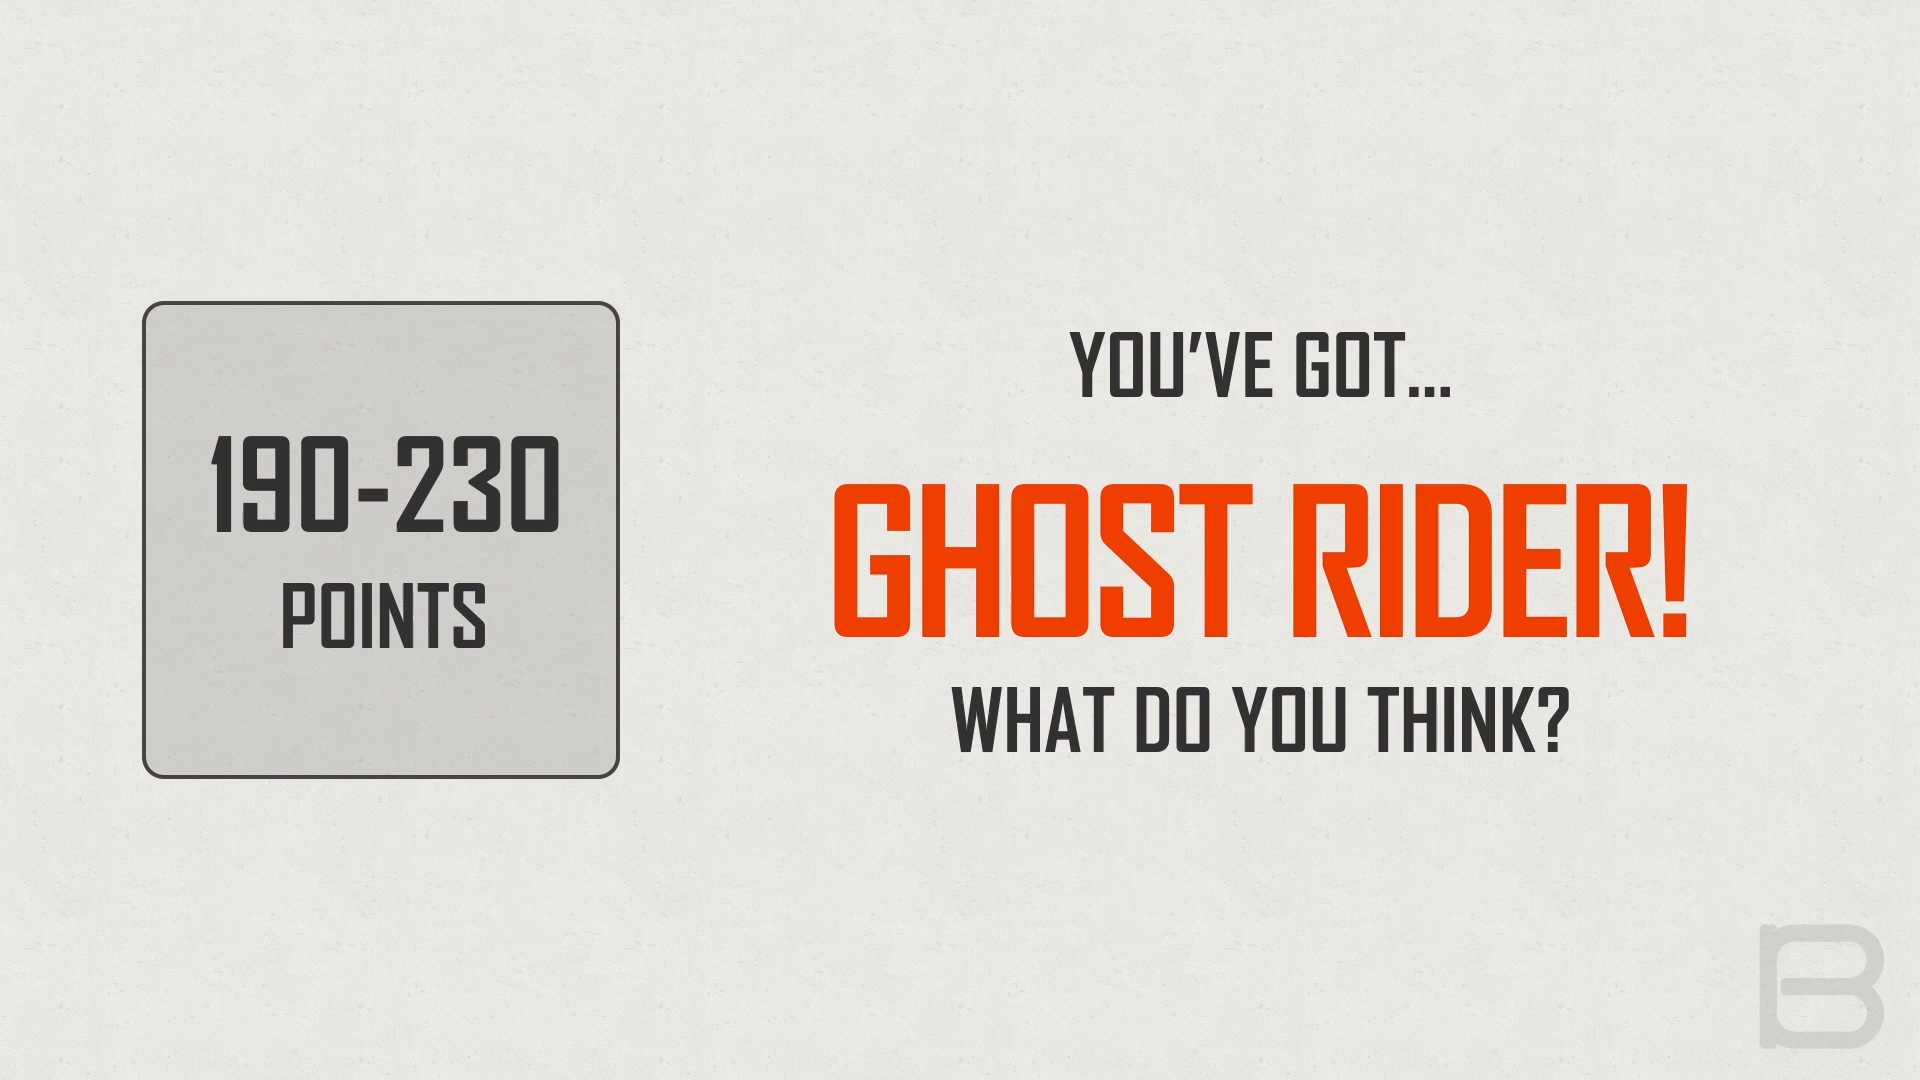 190-230
POINTS
YOU'VE GOT...
GHOST RIDER!
WHAT DO YOU THINK?
B